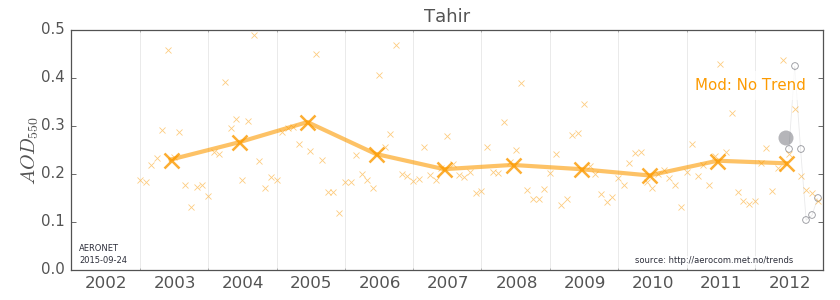 Tahir
0.5
0.4
0.3
0.2
0.1
0.0
AOD550
Mod: No Trend
AERONET
2015-09-24
source: http://aerocom.met.no/trends
2002 2003 2004 2005 2006 2007 2008 2009 2010 2011 2012